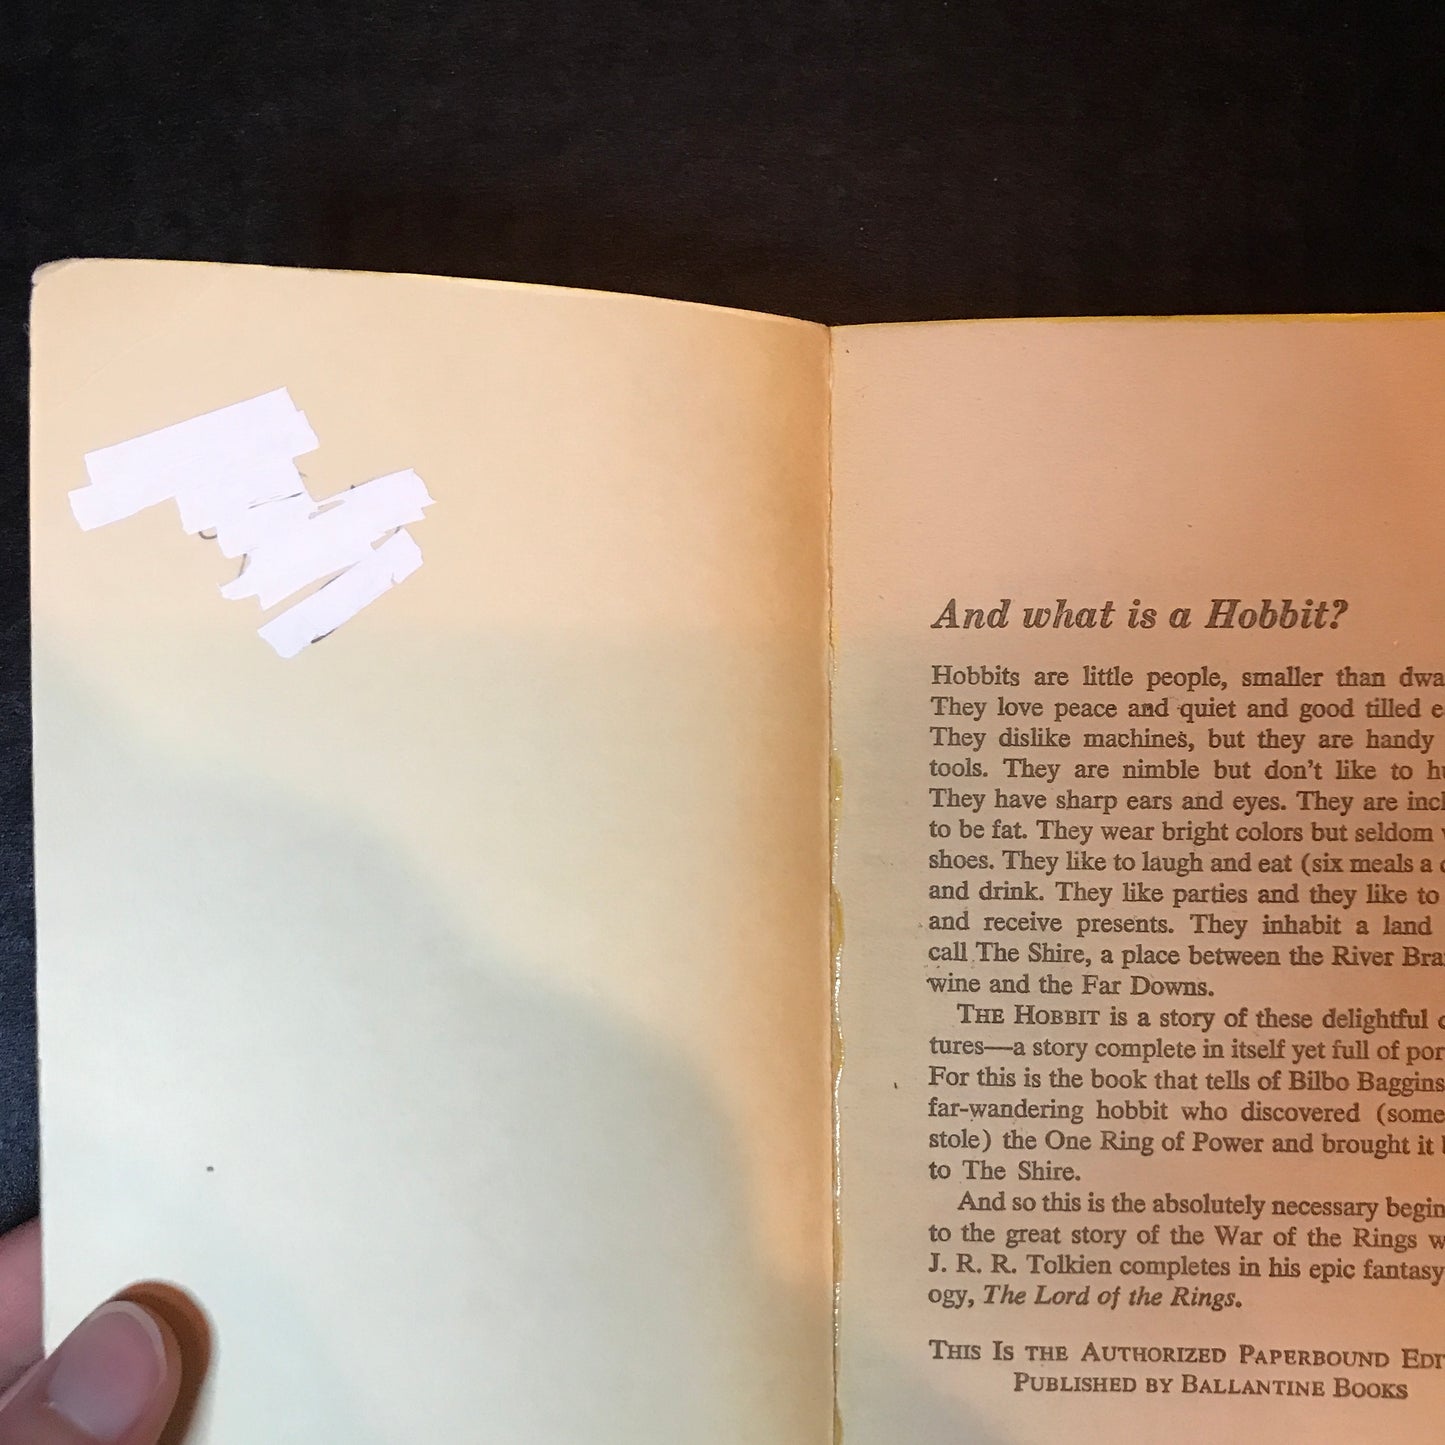 And what is a Hobbit?
Hobbits are little people, smaller than
They love peace and quiet and good tilled
They dislike machines, but they are handy
tools. They are nimble but don't like to
They have sharp ears and eyes. They are
to be fat. They wear bright colors but seldom
shoes. They like to laugh and eat (six meals a
and drink. They like parties and they like to
and receive presents. They inhabit a land
call The Shire, a place between the River
wine and the Far Downs.
THE HOBBIT is a story of these delightful
tures—a story complete in itself yet full of
For this is the book that tells of Bilbo Baggins
far-wandering hobbit who discovered (some
stole) the One Ring of Power and brought it
to The Shire.
And so this is the absolutely necessary
to the great story of the War of the Rings
J. R. R. Tolkien completes in his epic fantasy
ogy, The Lord of the Rings.
THIS IS THE AUTHORIZED PAPERBOUND
PUBLISHED BY BALLANTINE BOOKS